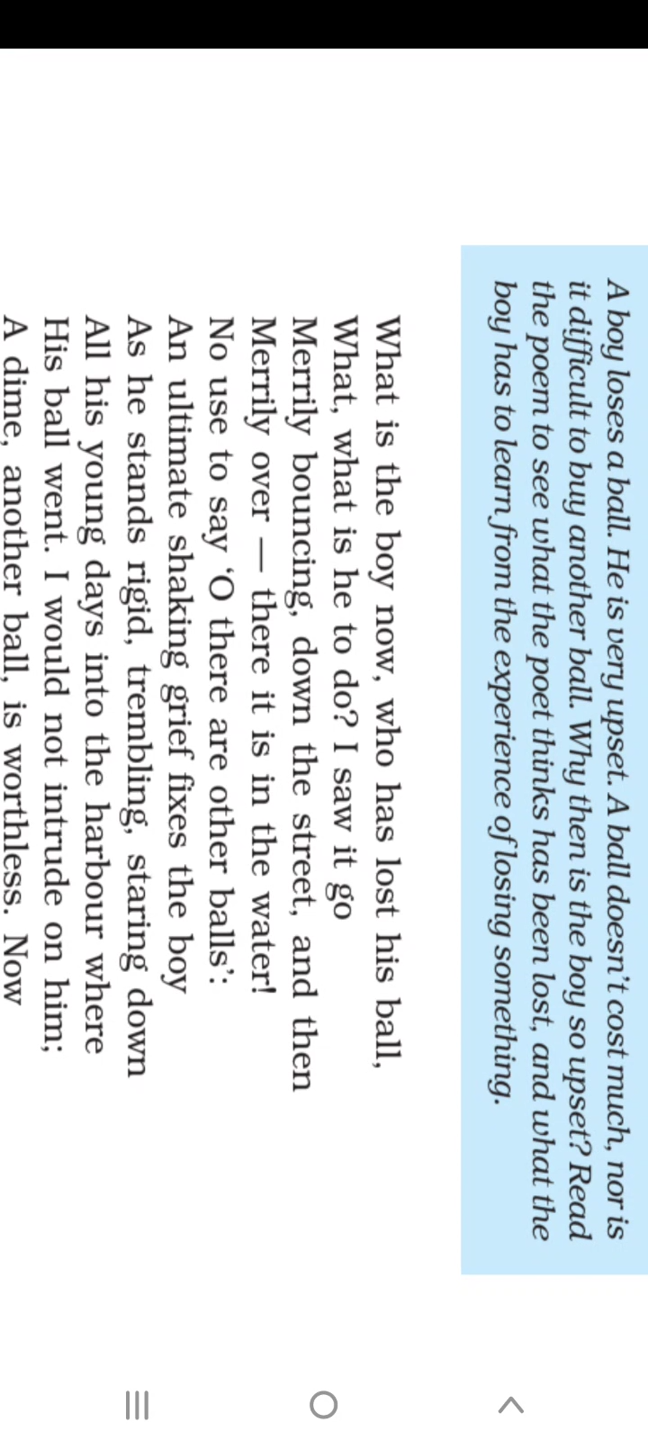 A boy loses a ball. He is very upset. A ball doesn’t cost much, nor is
it difficult to buy another ball. Why then is the boy so upset? Read
the poem to see what the poet thinks has been lost, and what the
boy has to learn from the experience of losing something.
What is the boy now, who has lost his ball,
What, what is he to do? I saw it go
Merrily bouncing, down the street, and then
Merrily over — there it is in the water!
No use to say ‘O there are other balls’:
An ultimate shaking grief fixes the boy
As he stands rigid, trembling, staring down
All his young days into the harbour where
His ball went. I would not intrude on him;
A dime, another ball, is worthless. Now